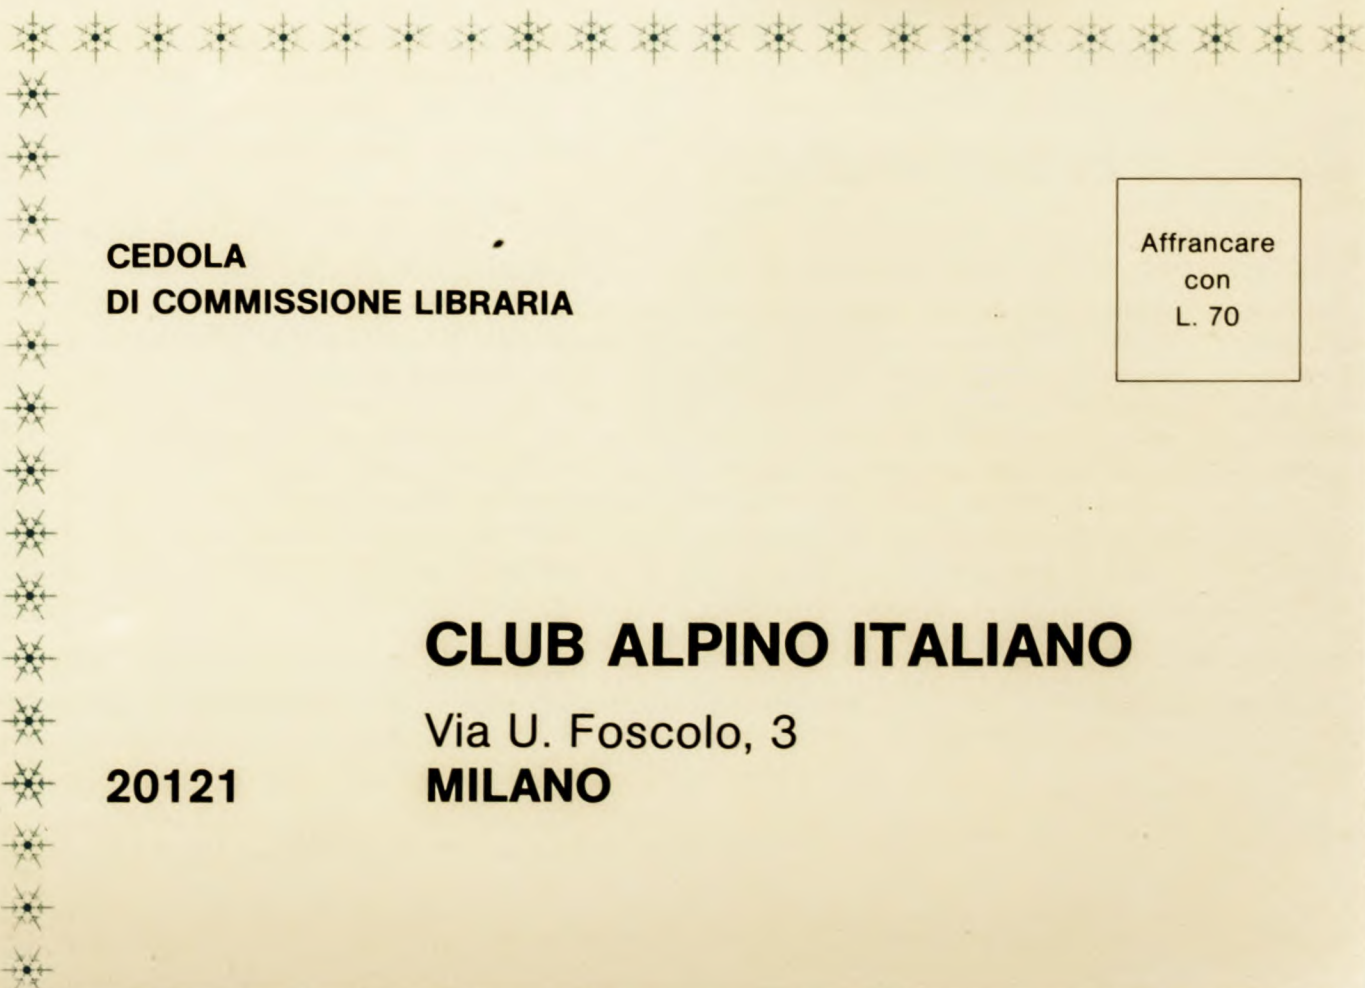 CEDOLA
DI COMMISSIONE LIBRARIA
Affrancare
con
L. 70
CLUB ALPINO ITALIANO
Via U. Foscolo, 3
20121 MILANO